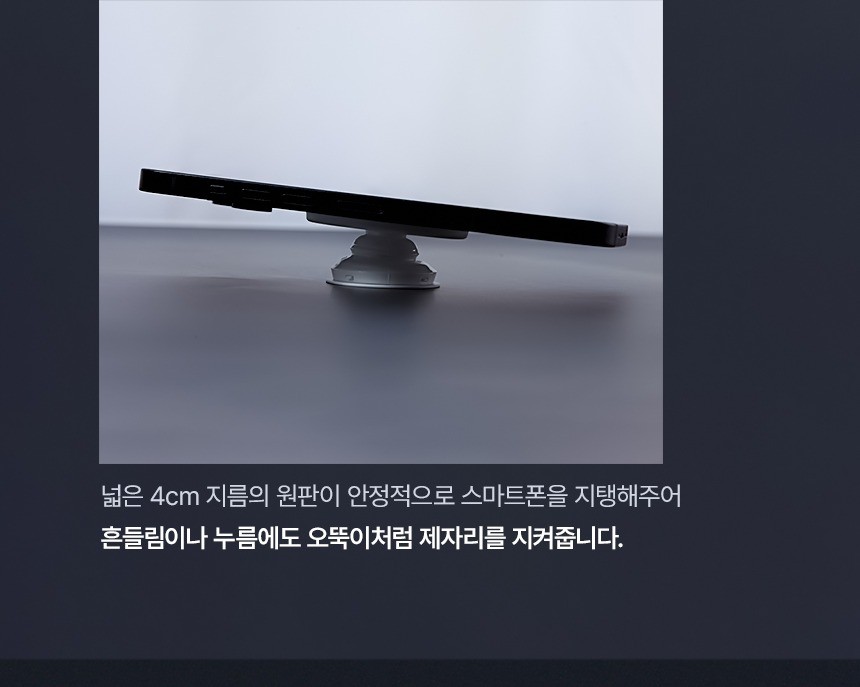 넓은 4cm 지름의 원판이 안정적으로 스마트폰을 지탱해주어
흔들림이나 누름에도 오뚝이처럼 제자리를 지켜줍니다.